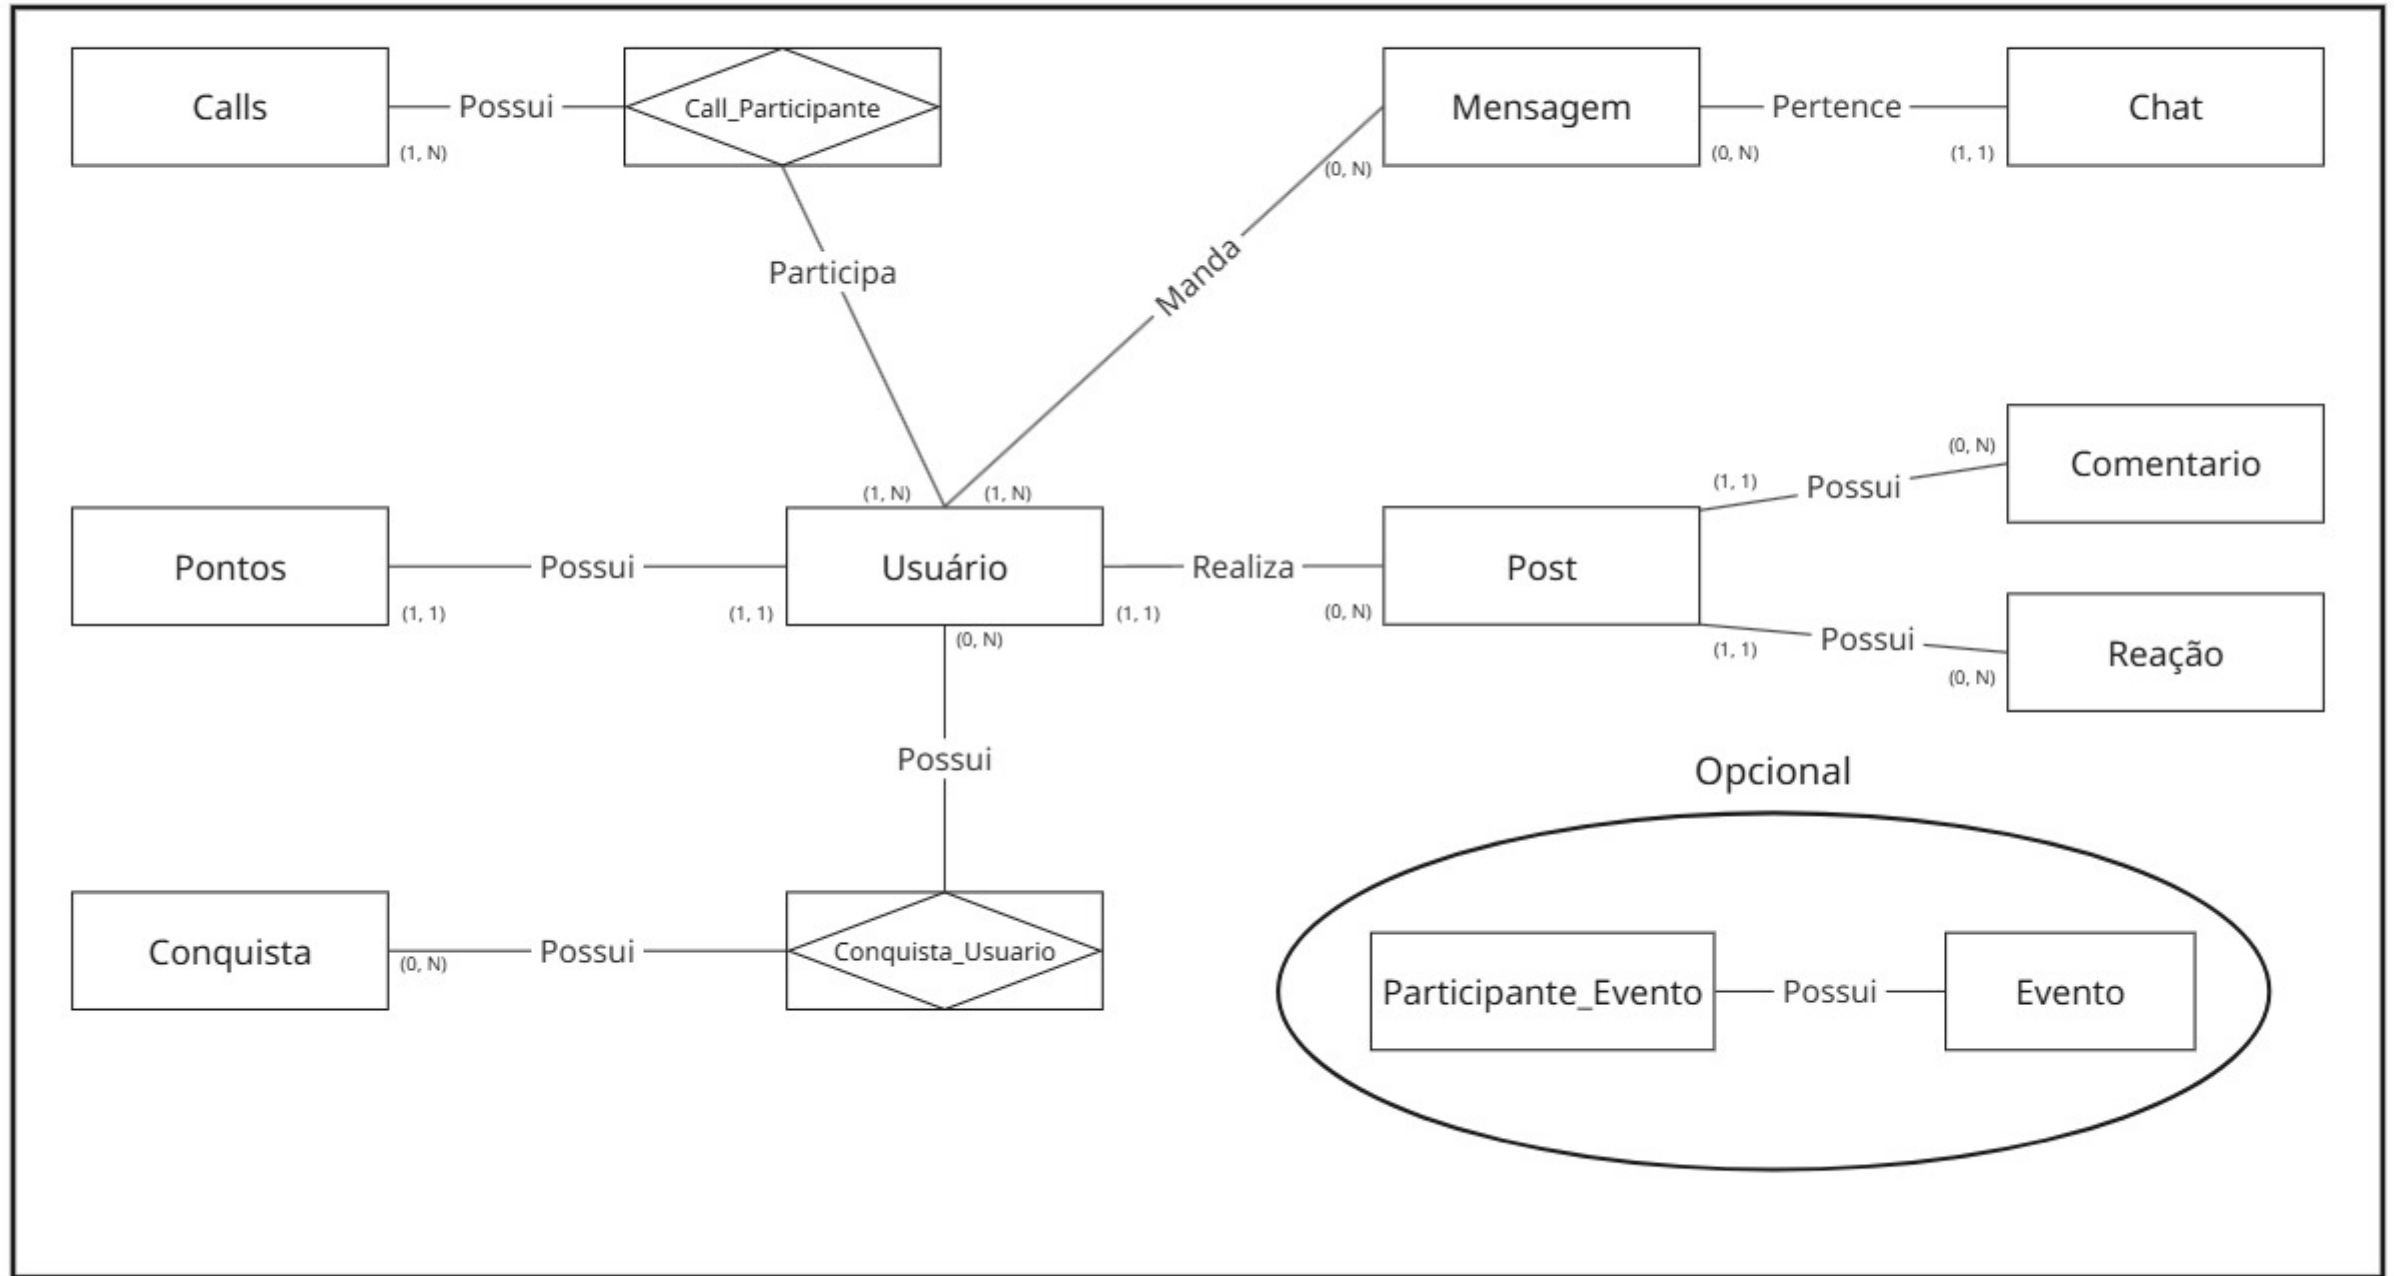 Calls
Possui
Call_Participante
Mensagem
Pertence
Chat
(1, N)
(0, N)
(0, N)
(1, 1)
Participa
Manda
Comentario
(0, N)
(1, 1)
Possui
(1, N)
(1, N)
Pontos
Possui
Usuário
Realiza
Post
(1, 1)
(1, 1)
(1, 1)
(0, N)
(0, N)
Possui
Reação
(1, 1)
(0, N)
Possui
Opcional
Conquista
(0, N)
Possui
Conquista_Usuario
Participante_Evento
Possui
Evento